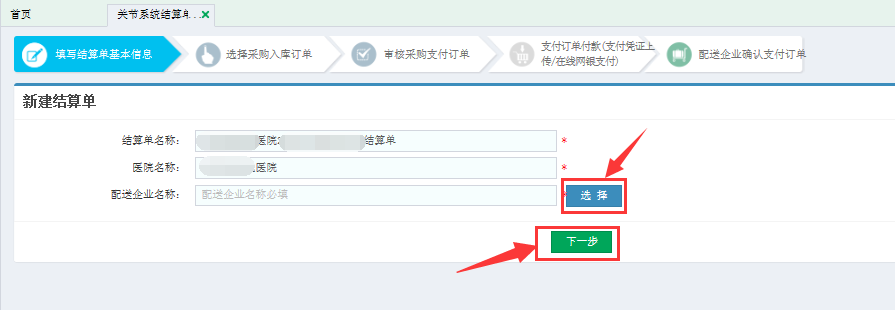 首页
关节系统结算单...
填写结算单基本信息
选择采购入库订单
审核采购支付订单
支付订单付款(支付凭证上
传/在线网银支付)
配送企业确认支付订单
新建结算单
结算单名称：
医院
结算单
*
医院名称：
医院
*
配送企业名称：
配送企业名称必填
*
选 择
下一步